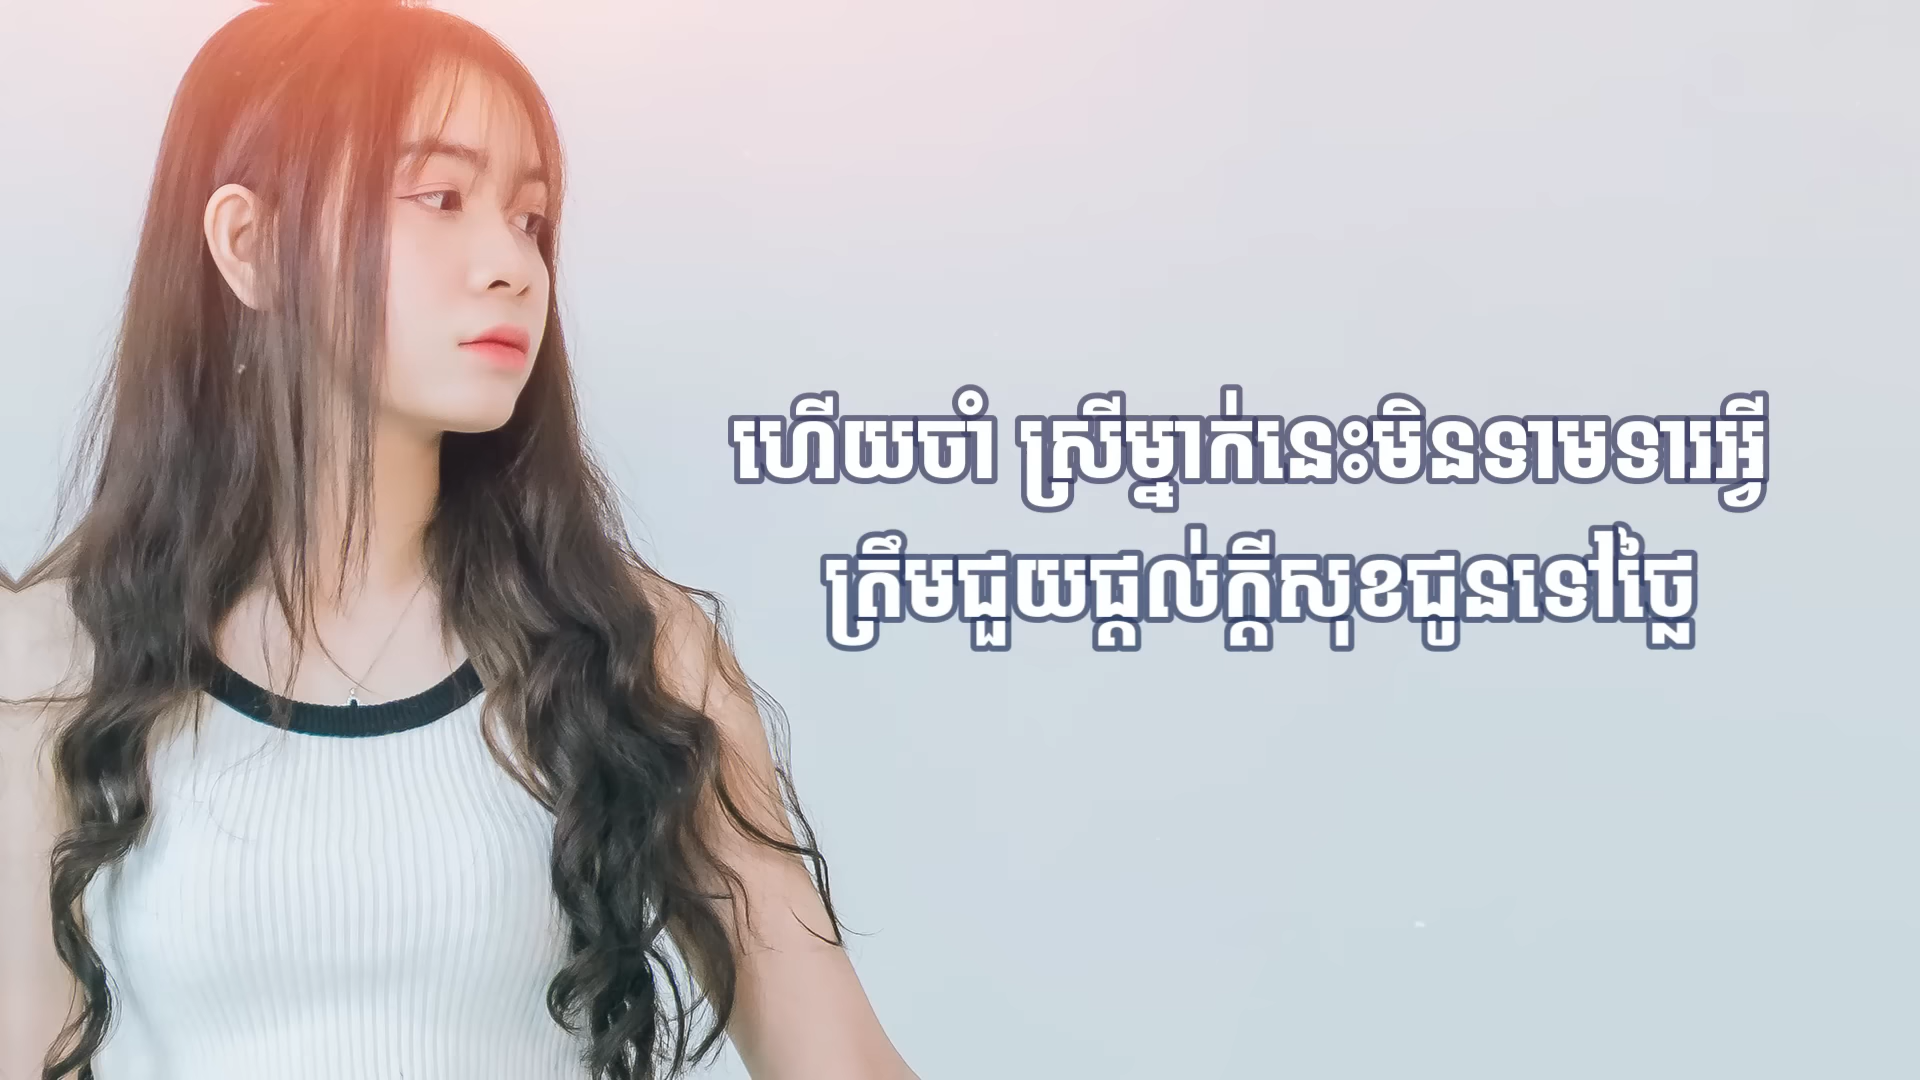 ហើយចាំ ស្រីម្នាក់នេះមិនទាមទារអ្វី
ត្រឹមជួយផ្តល់ក្តីសុខជូនទៅថ្លៃ